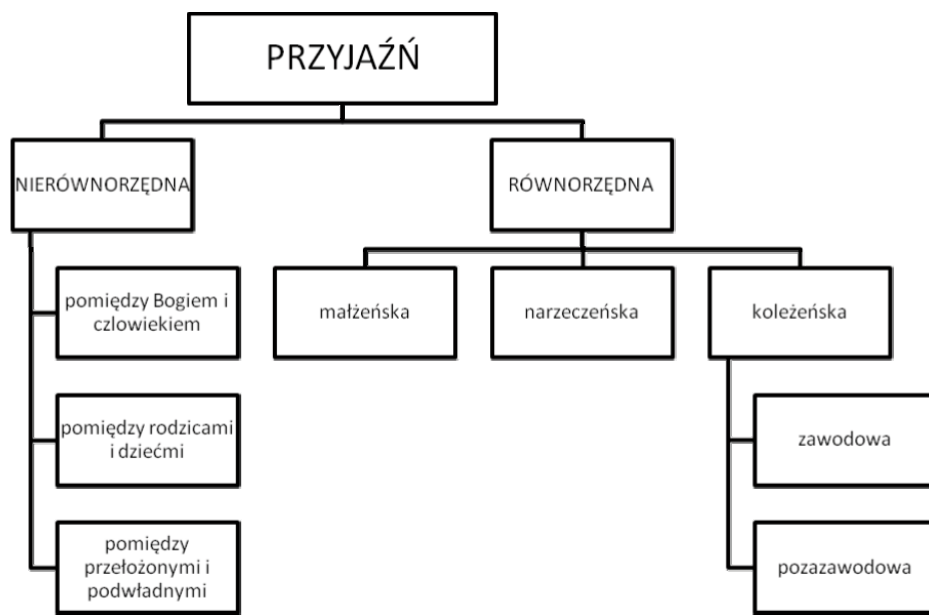 PRZYJAŹŃ
NIERÓWNORZĘDNA
RÓWNORZĘDNA
pomiędzy Bogiem i
czlowiekiem
małżeńska
narzeczeńska
koleżeńska
pomiędzy rodzicami
i dziećmi
zawodowa
pomiędzy
przełożonymi i
podwładnymi
pozazawodowa